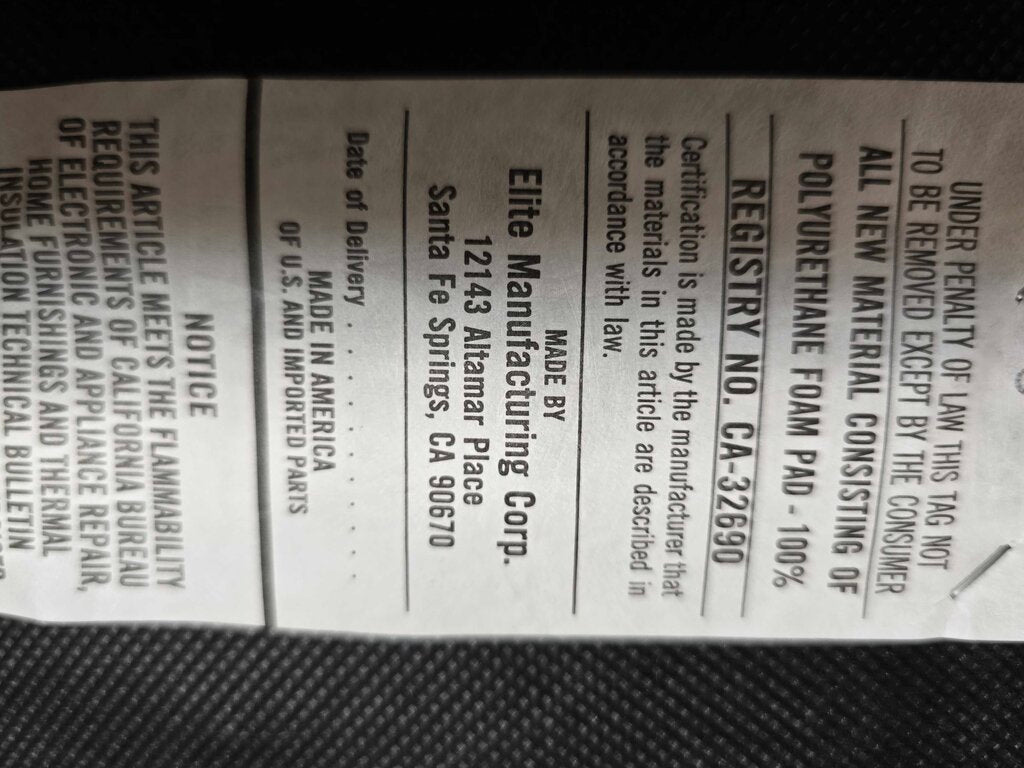 UNDER PENALTY OF LAW THIS TAG NOT
TO BE REMOVED EXCEPT BY THE CONSUMER
ALL NEW MATERIAL CONSISTING OF
POLYURETHANE FOAM PAD - 100%
REGISTRY NO. CA-32690
Certification is made by the manufacturer that
the materials in this article are described in
accordance with law.
MADE BY
Elite Manufacturing Corp.
12143 Altamar Place
Santa Fe Springs, CA 90670
Date of Delivery . . . . . . . . . . . .
MADE IN AMERICA
OF U.S. AND IMPORTED PARTS
NOTICE
THIS ARTICLE MEETS THE FLAMMABILITY
REQUIREMENTS OF CALIFORNIA BUREAU
OF ELECTRONIC AND APPLIANCE REPAIR,
HOME FURNISHINGS AND THERMAL
INSULATION TECHNICAL BULLETIN